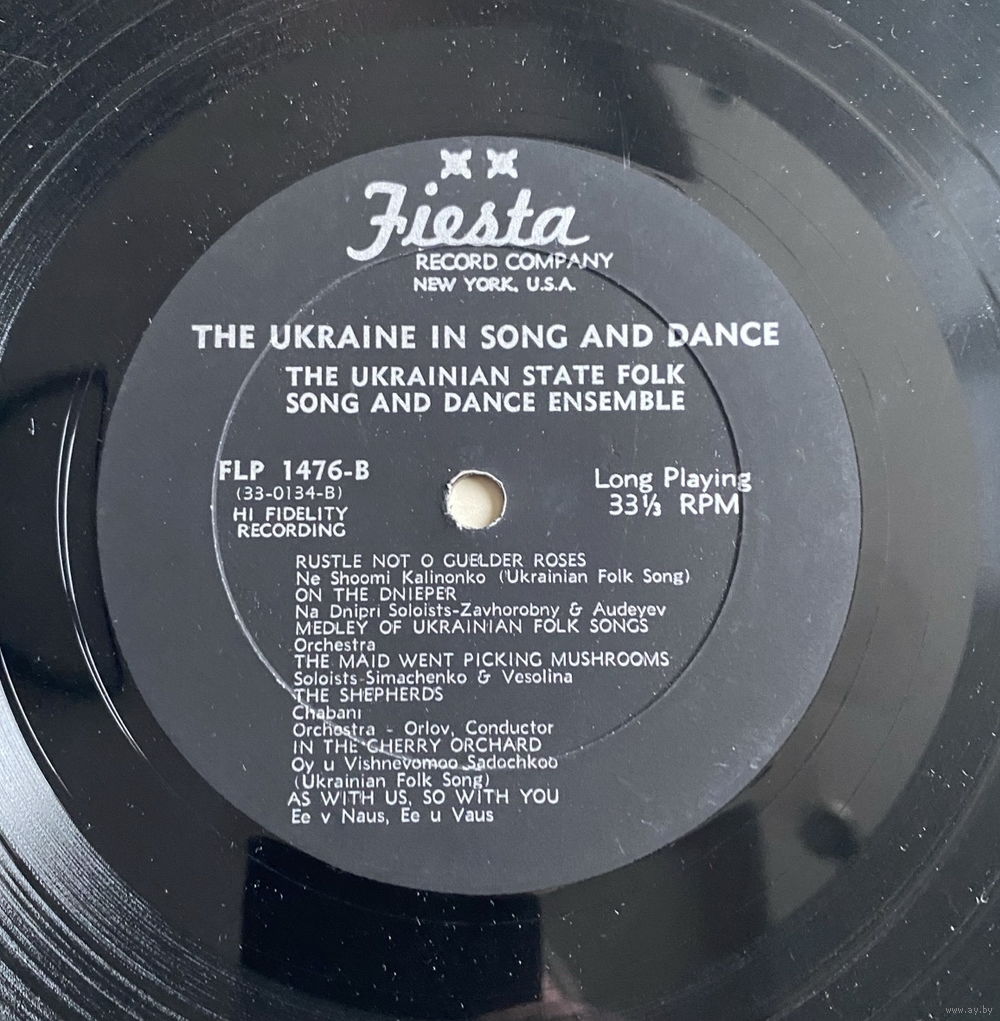 Fiesta
RECORD COMPANY
NEW YORK, U.S.A.
THE UKRAINE IN SONG AND DANCE
THE UKRAINIAN STATE FOLK
SONG AND DANCE ENSEMBLE
FLP 1476-B
(33-0134-B)
HI FIDELITY
RECORDING
Long Playing
33⅓ RPM
RUSTLE NOT O GUELDER ROSES
Ne Shoomi Kalinonko (Ukrainian Folk Song)
ON THE DNIEPER
Na Dnipri Soloists-Zavhorobny & Audeyev
MEDLEY OF UKRAINIAN FOLK SONGS
Orchestra
THE MAID WENT PICKING MUSHROOMS
Soloists-Simachenko & Vesolina
THE SHEPHERDS
Chabani
Orchestra - Orlov, Conductor
IN THE CHERRY ORCHARD
Oy u Vishnevomoo Sadochkoo
(Ukrainian Folk Song)
AS WITH US, SO WITH YOU
Ee v Naus, Ee u Vaus
www.ay.by